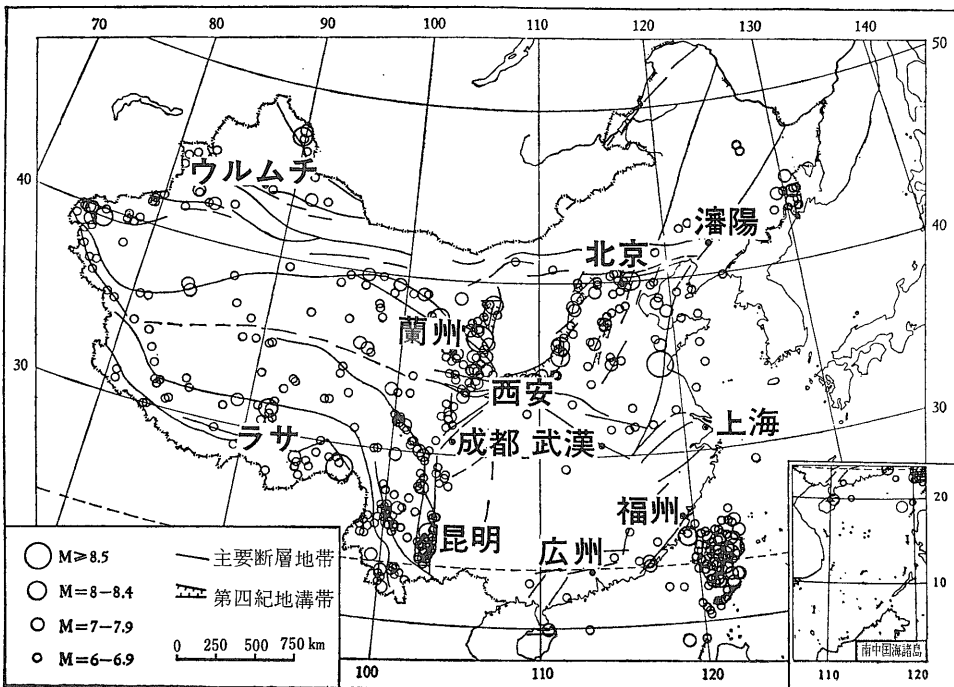 70 80 90 100 110 120 130 140
50
40
ウルムチ
瀋陽
40
北京
蘭州
30
西安
30
ラサ
成都 武漢
上海
福州
昆明
広州
20
10
M≥8.5
M=8-8.4
M=7-7.9
M=6-6.9
主要断層地帯
第四紀地溝帯
0 250 500 750 km
南中国海諸島
100 110 120 110 120